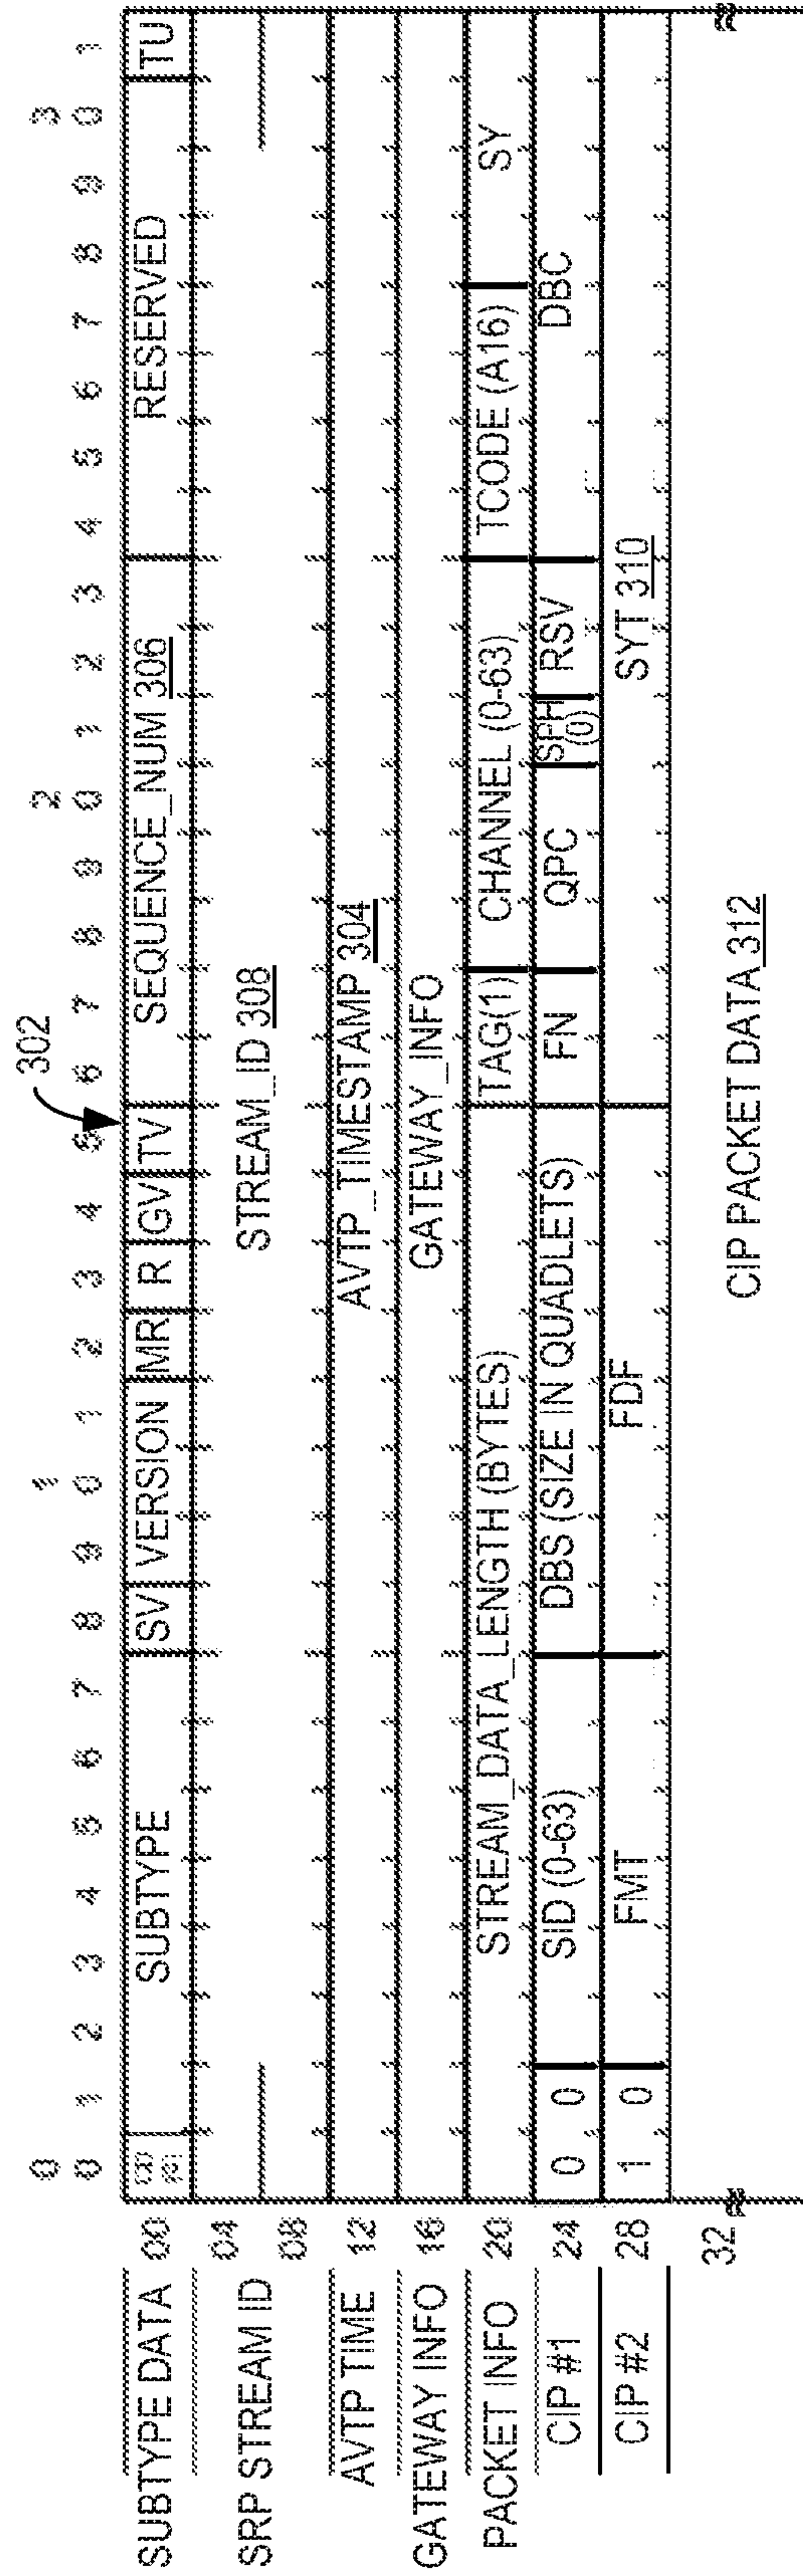 0 1 2 3
0 1 2 3 4 5 6 7 8 9 0 1 2 3 4 5 6 7 8 9 0 1 2 3 4 5 6 7 8 9 0 1
302
SUBTYPE DATA 00 SUBTYPE SV VERSION MR R GV TV SEQUENCE_NUM 306 RESERVED TU
04
SRP STREAM ID STREAM_ID 308
08
AVTP TIME 12 AVTP_TIMESTAMP 304
GATEWAY INFO 16 GATEWAY_INFO
PACKET INFO 20 STREAM_DATA_LENGTH (BYTES) TAG(1) CHANNEL (0-63) TCODE (A16) SY
CIP #1 24 0 0 SID (0-63) DBS (SIZE IN QUADLETS) FN QPC SPH (0) RSV DBC
CIP #2 28 1 0 FMT FDF SYT 310
32
CIP PACKET DATA 312